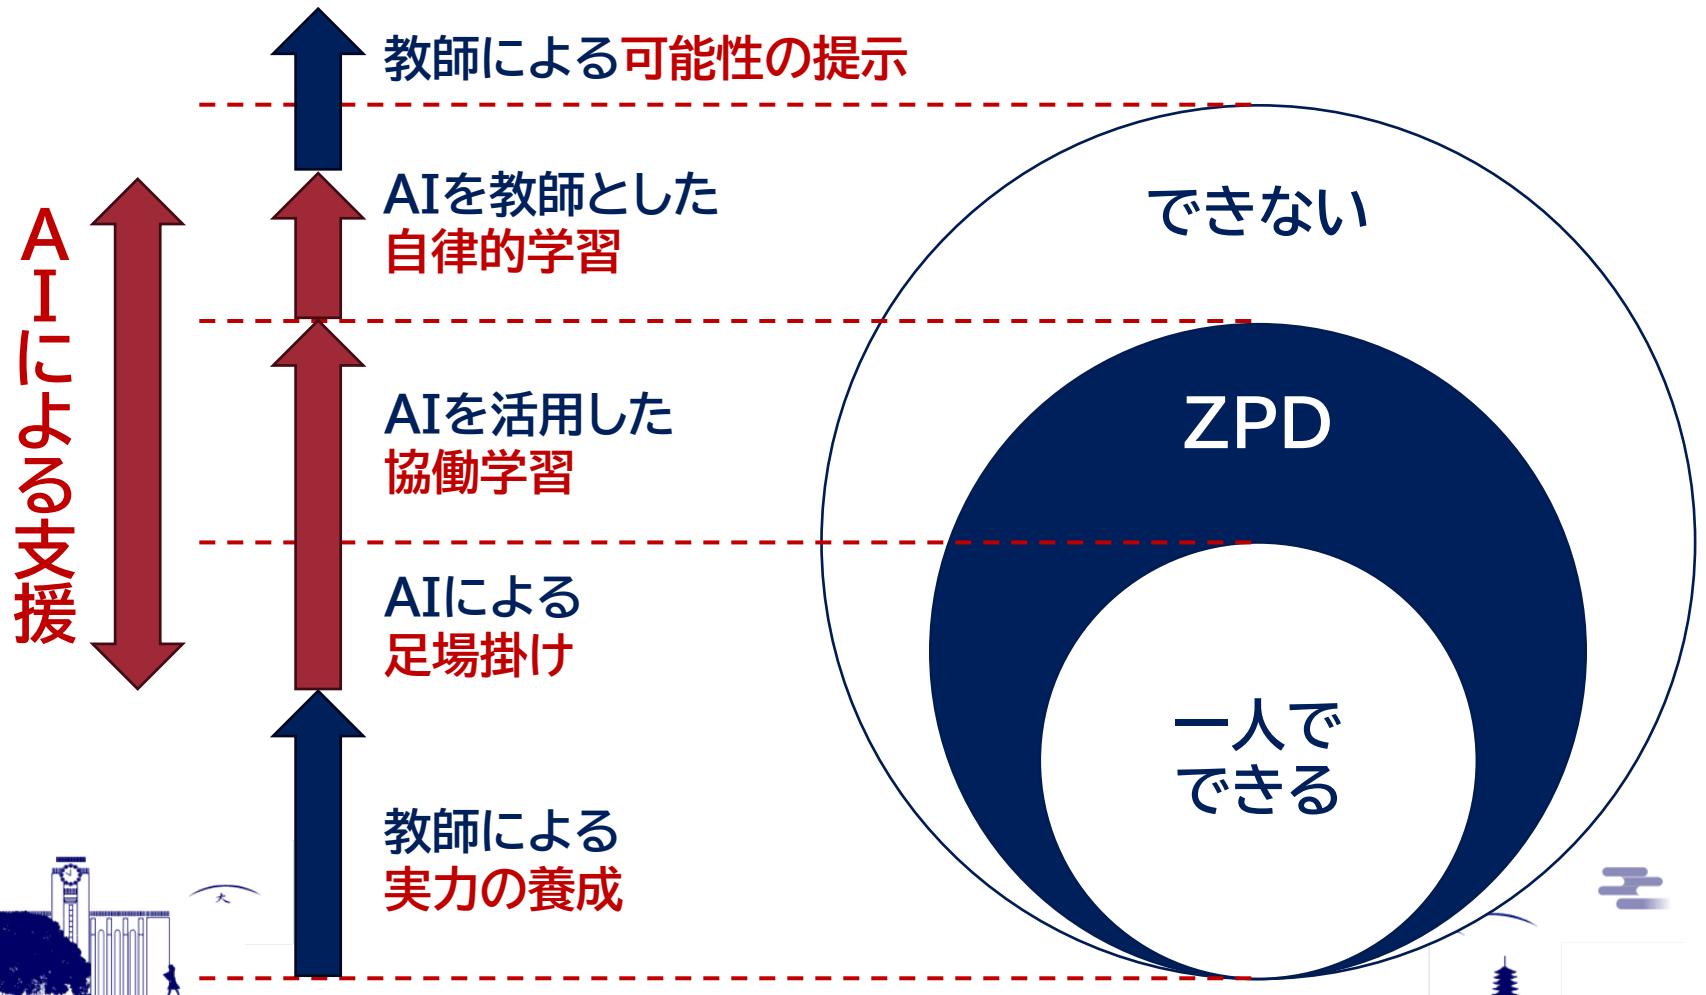 教師による可能性の提示
AIを教師とした
自律的学習
AIによる支援
AIを活用した
協働学習
AIによる
足場掛け
教師による
実力の養成
できない
ZPD
一人で
できる
大